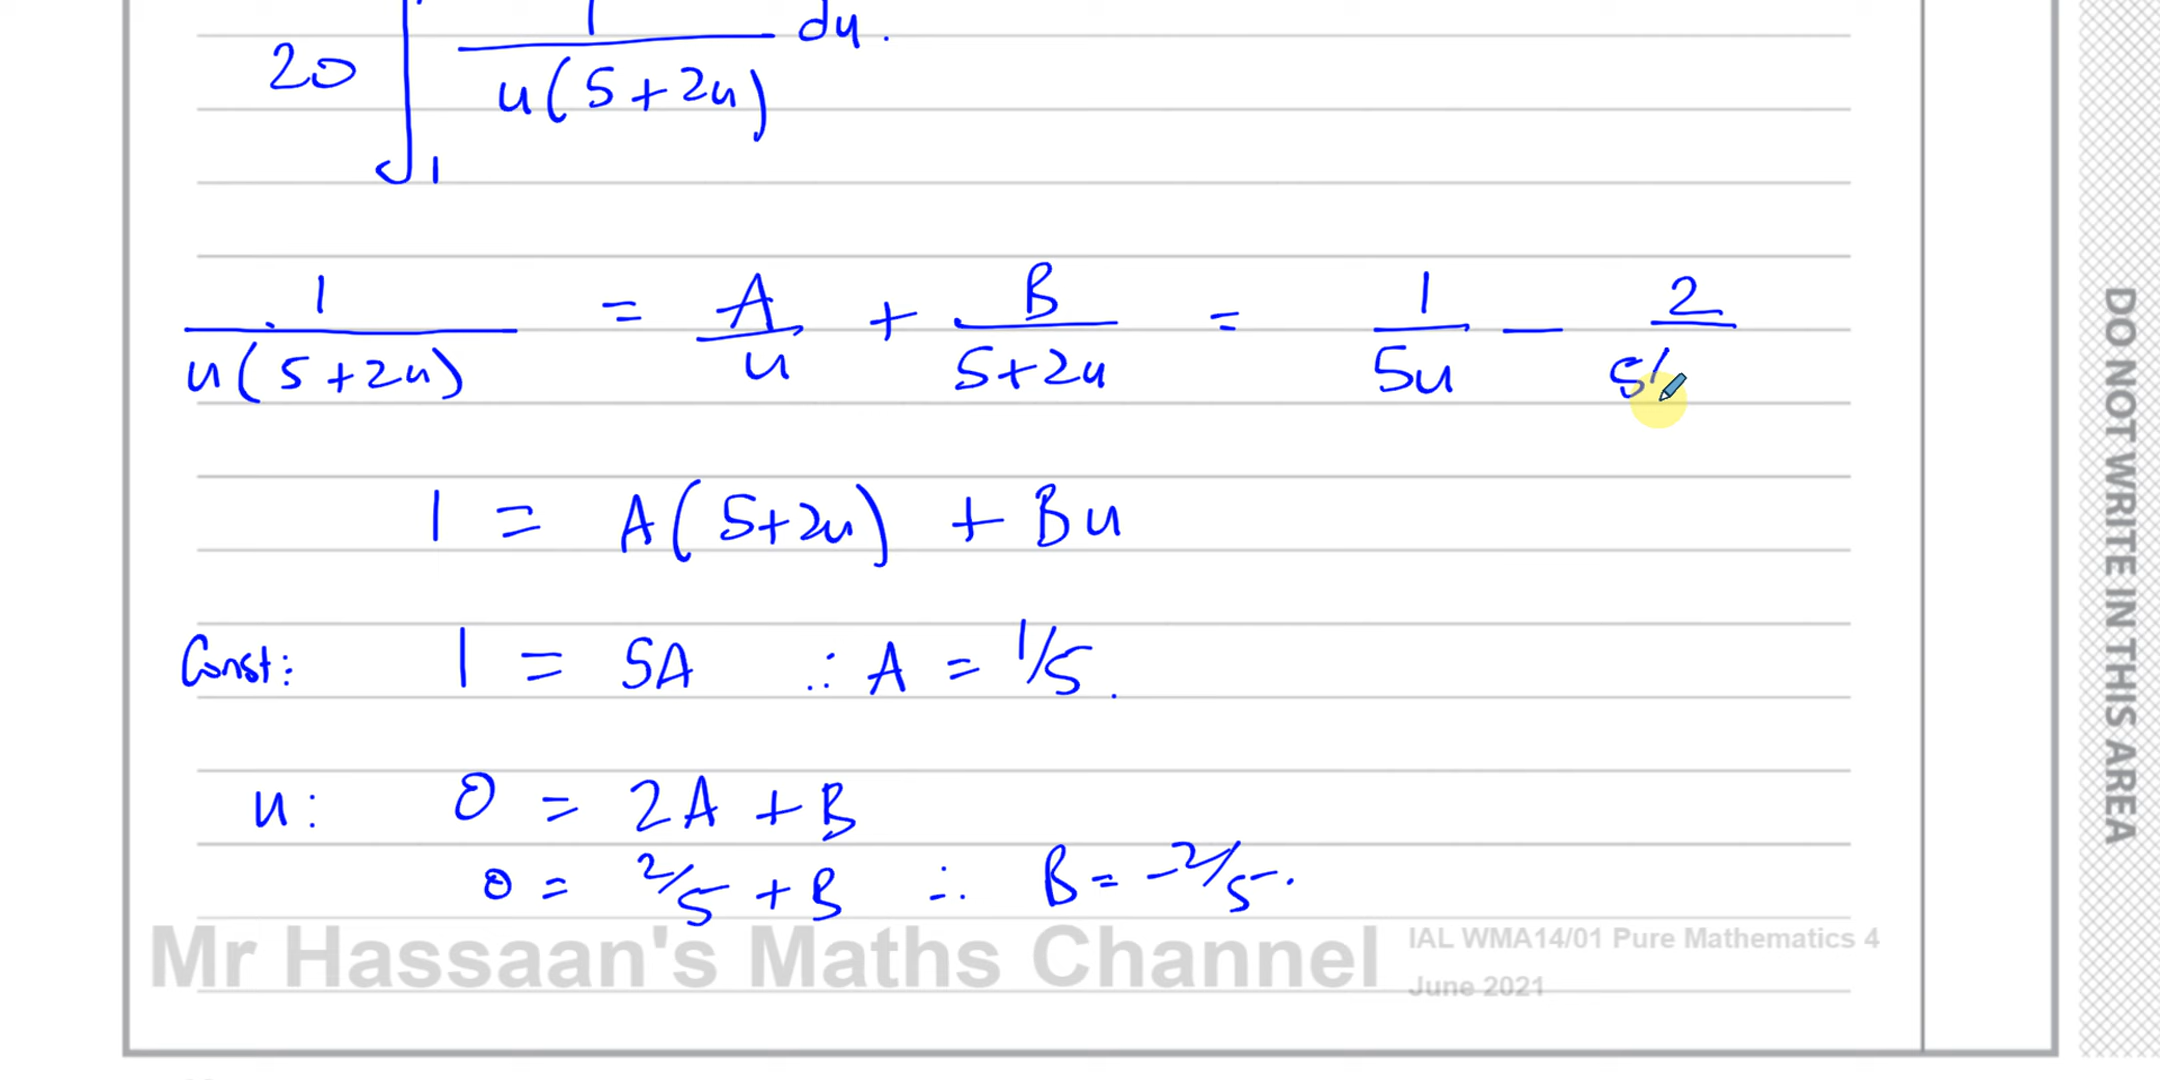 20 ∫₁ 1/(u(5+2u)) du.
1/(u(5+2u)) = A/u + B/(5+2u) = 1/(5u) − 2/5(
1 = A(5+2u) + Bu
Const: 1 = 5A ∴ A = 1/5.
u: 0 = 2A + B
0 = 2/5 + B ∴ B = -2/5.
Mr Hassaan's Maths Channel
IAL WMA14/01 Pure Mathematics 4
June 2021
DO NOT WRITE IN THIS AREA